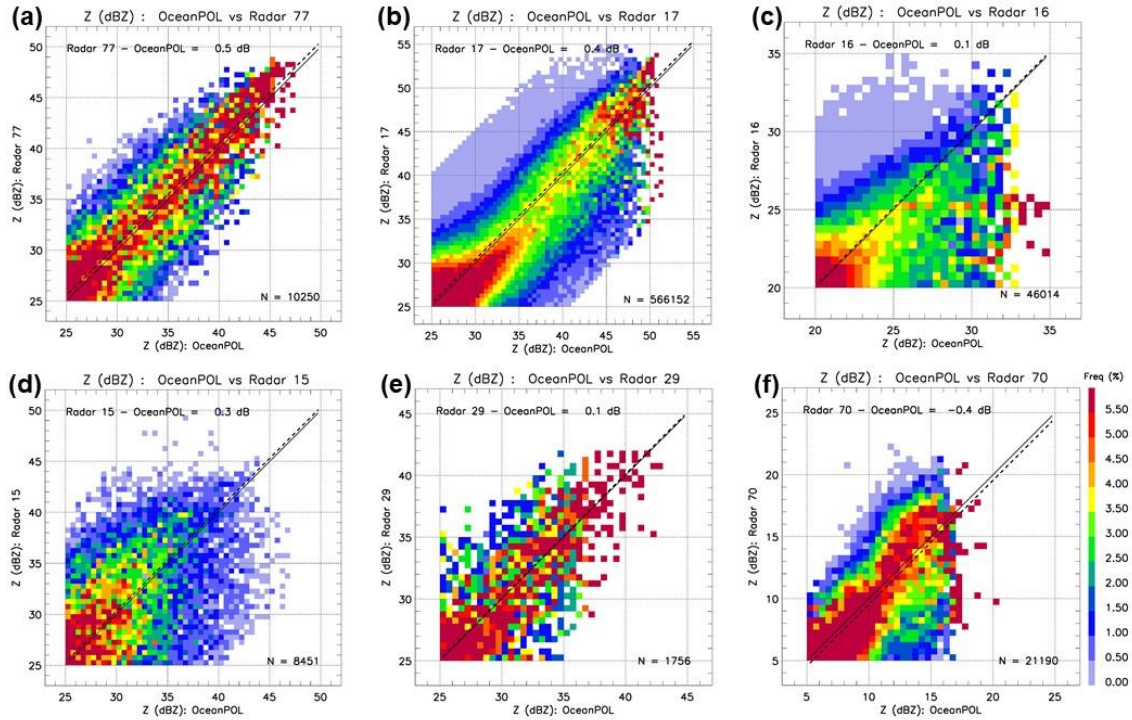 (a)
Z (dBZ) : OceanPOL vs Radar 77
Radar 77 – OceanPOL = 0.5 dB
50
45
40
35
30
25
Z (dBZ): Radar 77
N = 10250
25 30 35 40 45 50
Z (dBZ): OceanPOL
(b)
Z (dBZ) : OceanPOL vs Radar 17
Radar 17 – OceanPOL = 0.4 dB
55
50
45
40
35
30
25
Z (dBZ): Radar 17
N = 566152
25 30 35 40 45 50 55
Z (dBZ): OceanPOL
(c)
Z (dBZ) : OceanPOL vs Radar 16
Radar 16 – OceanPOL = 0.1 dB
35
30
25
20
Z (dBZ): Radar 16
N = 46014
20 25 30 35
Z (dBZ): OceanPOL
(d)
Z (dBZ) : OceanPOL vs Radar 15
Radar 15 – OceanPOL = 0.3 dB
50
45
40
35
30
25
Z (dBZ): Radar 15
N = 8451
25 30 35 40 45 50
Z (dBZ): OceanPOL
(e)
Z (dBZ) : OceanPOL vs Radar 29
Radar 29 – OceanPOL = 0.1 dB
45
40
35
30
25
Z (dBZ): Radar 29
N = 1756
25 30 35 40 45
Z (dBZ): OceanPOL
(f)
Z (dBZ) : OceanPOL vs Radar 70
Radar 70 – OceanPOL = –0.4 dB
25
20
15
10
5
Z (dBZ): Radar 70
N = 21190
5 10 15 20 25
Z (dBZ): OceanPOL
Freq (%)
5.50
5.00
4.50
4.00
3.50
3.00
2.50
2.00
1.50
1.00
0.50
0.00